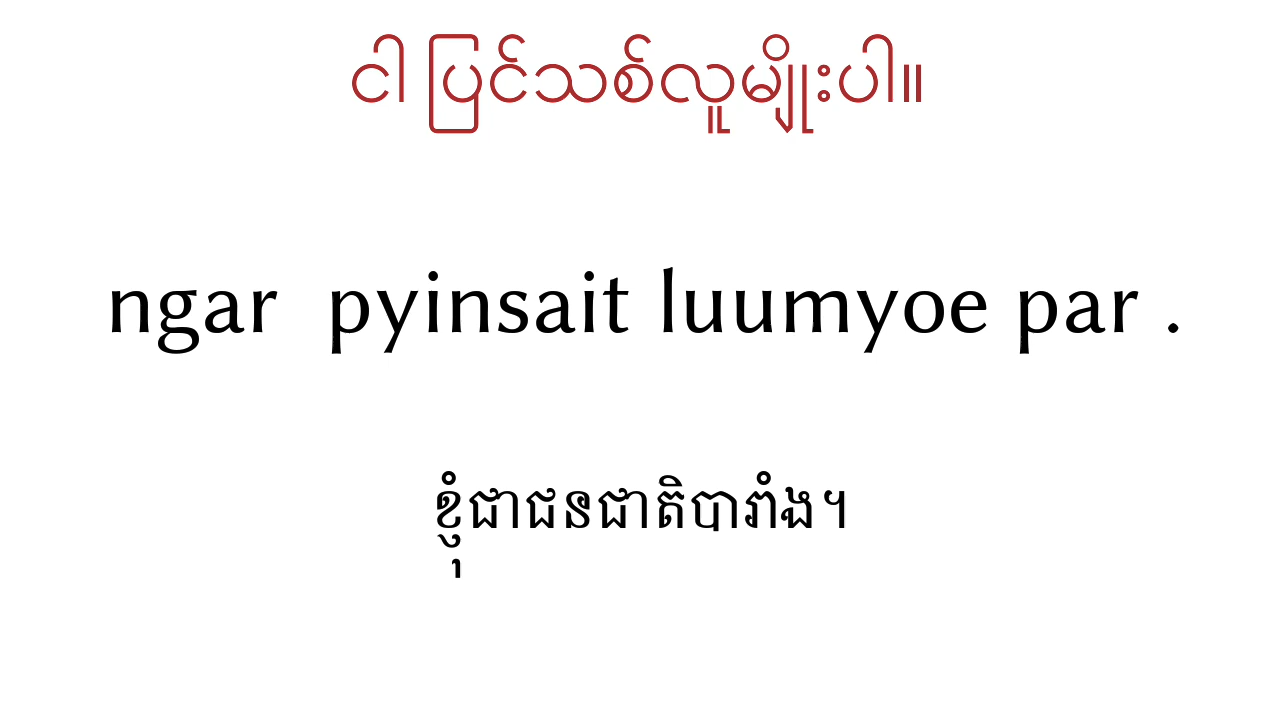 ငါ ပြင်သစ်လူမျိုးပါ။
ngar  pyinsait luumyoe par .
ខ្ញុំជាជនជាតិបារាំង។